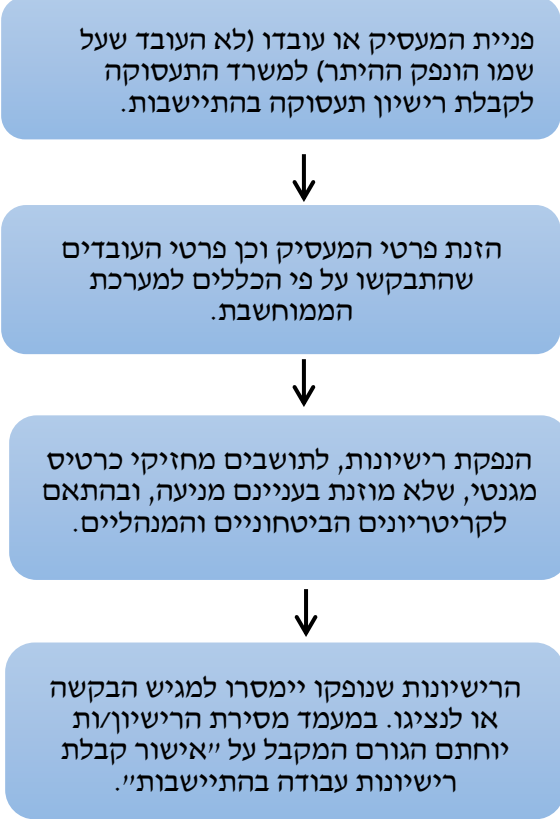 פניית המעסיק או עובדו (לא העובד שעל
שמו הונפק ההיתר) למשרד התעסוקה
לקבלת רישיון תעסוקה בהתיישבות.
הזנת פרטי המעסיק וכן פרטי העובדים
שהתבקשו על פי הכללים למערכת
הממוחשבת.
הנפקת רישיונות, לתושבים מחזיקי כרטיס
מגנטי, שלא מוזנת בעניינם מניעה, ובהתאם
לקריטריונים הביטחוניים והמנהליים.
הרישיונות שנופקו יימסרו למגיש הבקשה
או לנציגו. במעמד מסירת הרישיון/ות
יוחתם הגורם המקבל על "אישור קבלת
רישיונות עבודה בהתיישבות".